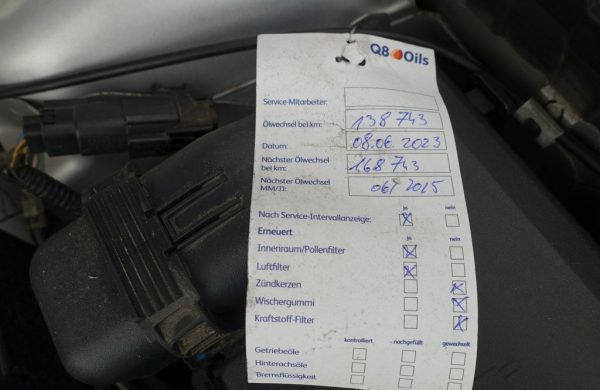 Q8 Oils
Service-Mitarbeiter:
Ölwechsel bei km: 138 743
Datum: 08.06.2023
Nächster Ölwechsel
bei km: 168 743
Nächster Ölwechsel
MM/JJ: 06/2015
ja nein
Nach Service-Intervallanzeige:
Erneuert ja nein
Innenraum/Pollenfilter
Luftfilter
Zündkerzen
Wischergummi
Kraftstoff-Filter
kontrolliert nachgefüllt gewechselt
Getriebeöle
Hinterachsöle
Bremsflüssigkeit